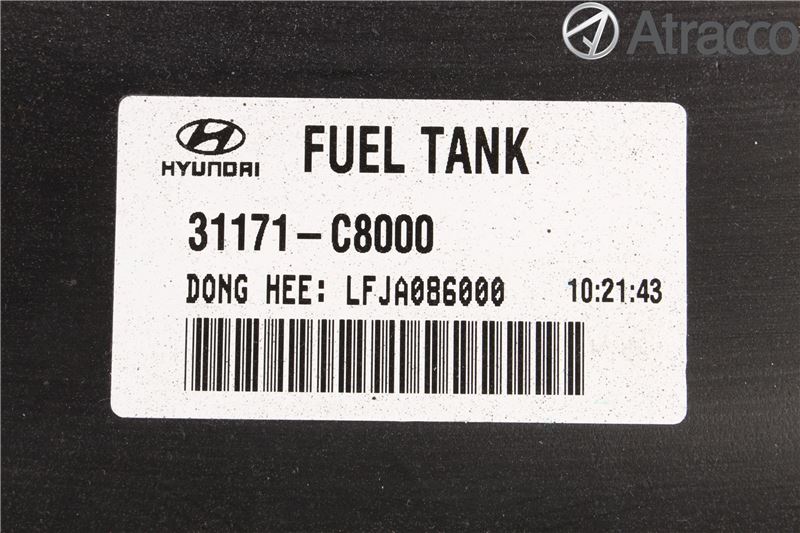 Atracco
HYUNDAI
FUEL TANK
31171-C8000
DONG HEE: LFJA086000 10:21:43